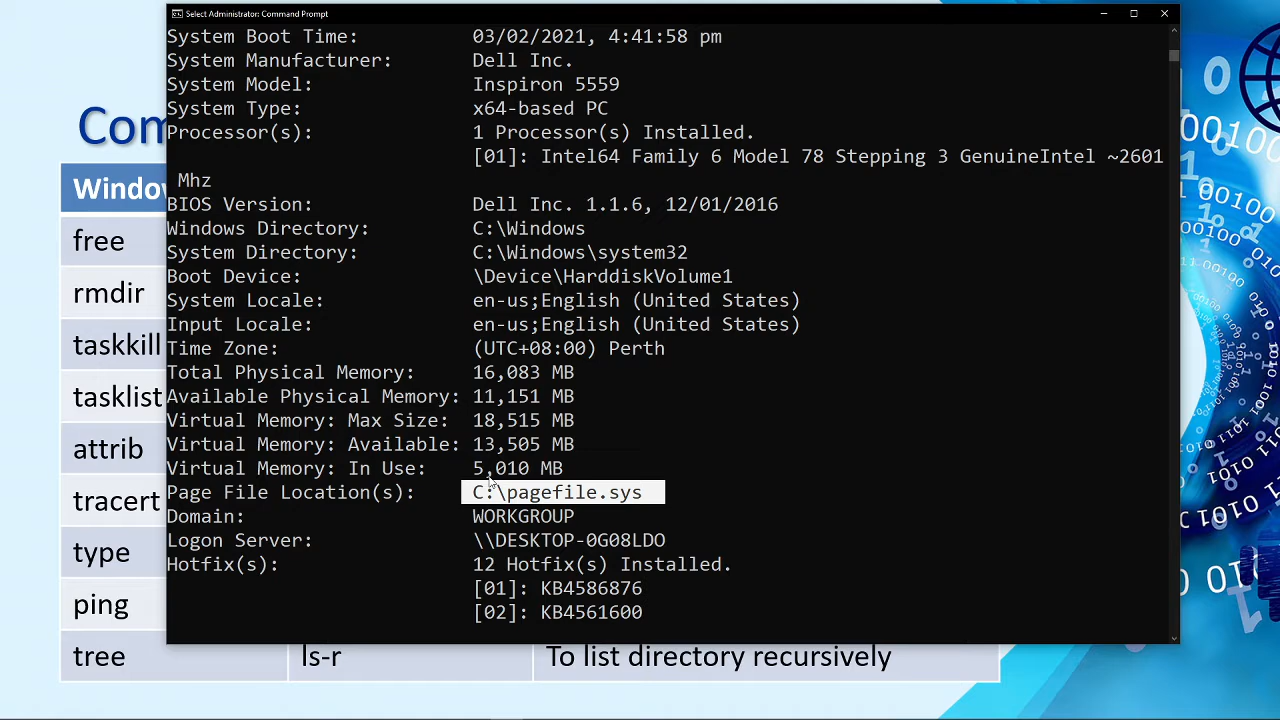 Select Administrator: Command Prompt
System Boot Time: 03/02/2021, 4:41:58 pm
System Manufacturer: Dell Inc.
System Model: Inspiron 5559
System Type: x64-based PC
Processor(s): 1 Processor(s) Installed.
[01]: Intel64 Family 6 Model 78 Stepping 3 GenuineIntel ~2601
Mhz
BIOS Version: Dell Inc. 1.1.6, 12/01/2016
Windows Directory: C:\Windows
System Directory: C:\Windows\system32
Boot Device: \Device\HarddiskVolume1
System Locale: en-us;English (United States)
Input Locale: en-us;English (United States)
Time Zone: (UTC+08:00) Perth
Total Physical Memory: 16,083 MB
Available Physical Memory: 11,151 MB
Virtual Memory: Max Size: 18,515 MB
Virtual Memory: Available: 13,505 MB
Virtual Memory: In Use: 5,010 MB
Page File Location(s): C:\pagefile.sys
Domain: WORKGROUP
Logon Server: \\DESKTOP-0G08LDO
Hotfix(s): 12 Hotfix(s) Installed.
[01]: KB4586876
[02]: KB4561600
Com
Window
free
rmdir
taskkill
tasklist
attrib
tracert
type
ping
tree ls-r To list directory recursively